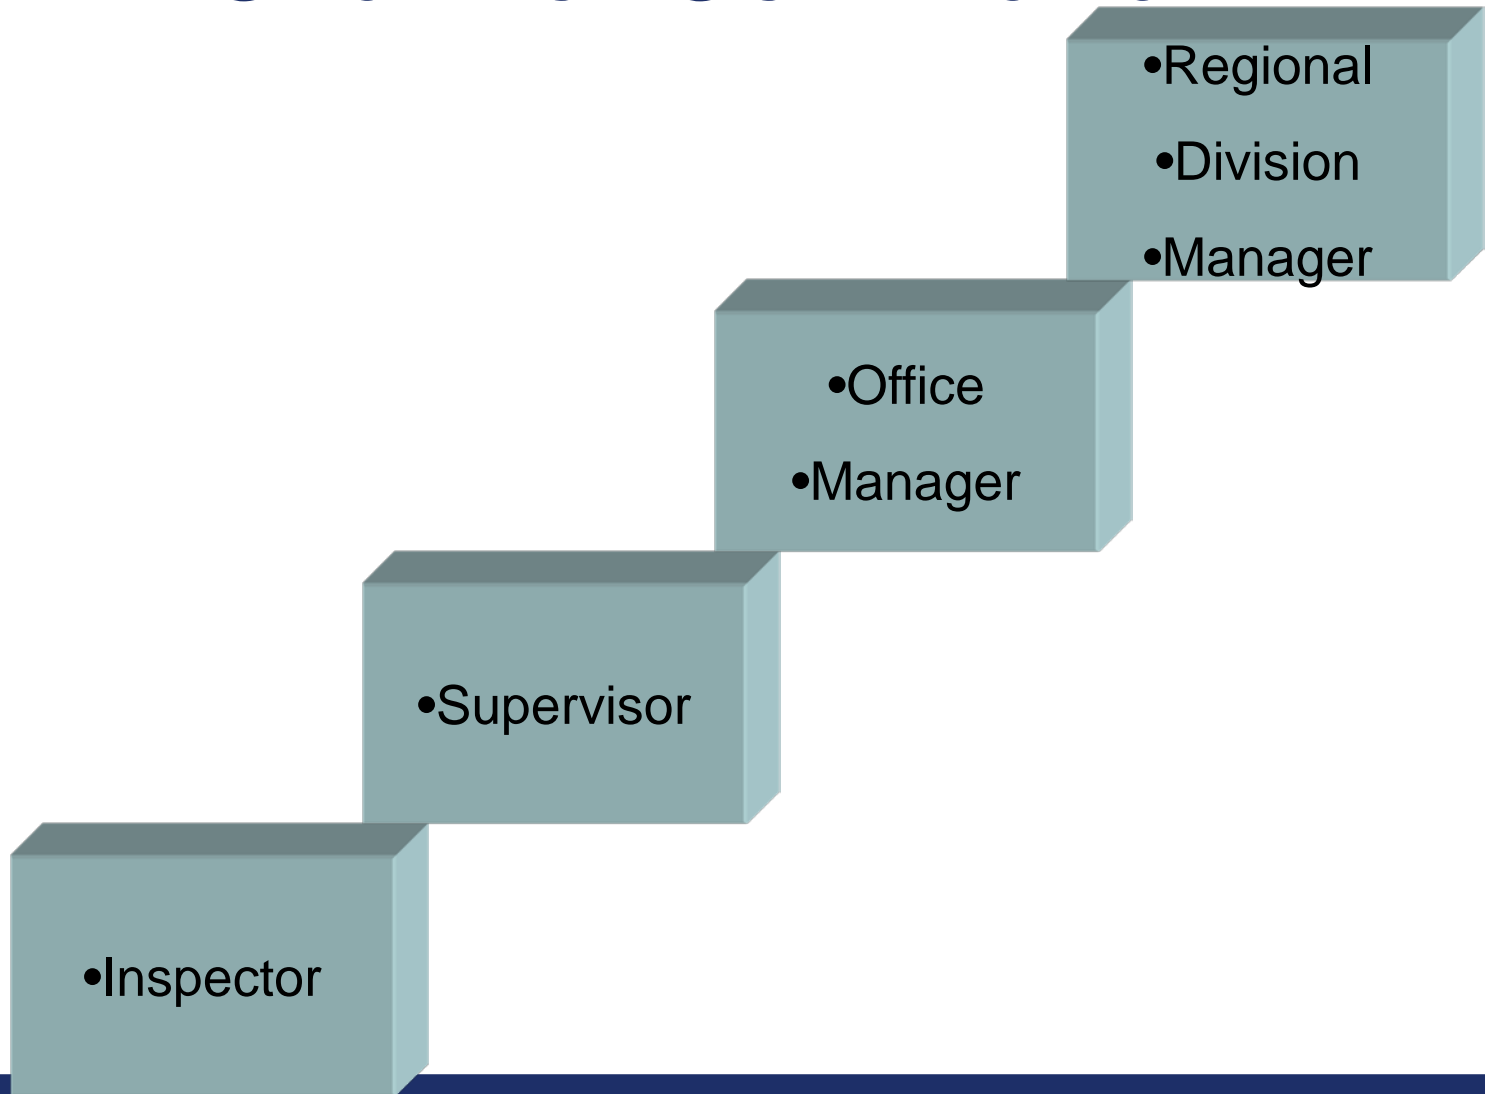 •Regional
•Division
•Manager
•Office
•Manager
•Supervisor
•Inspector